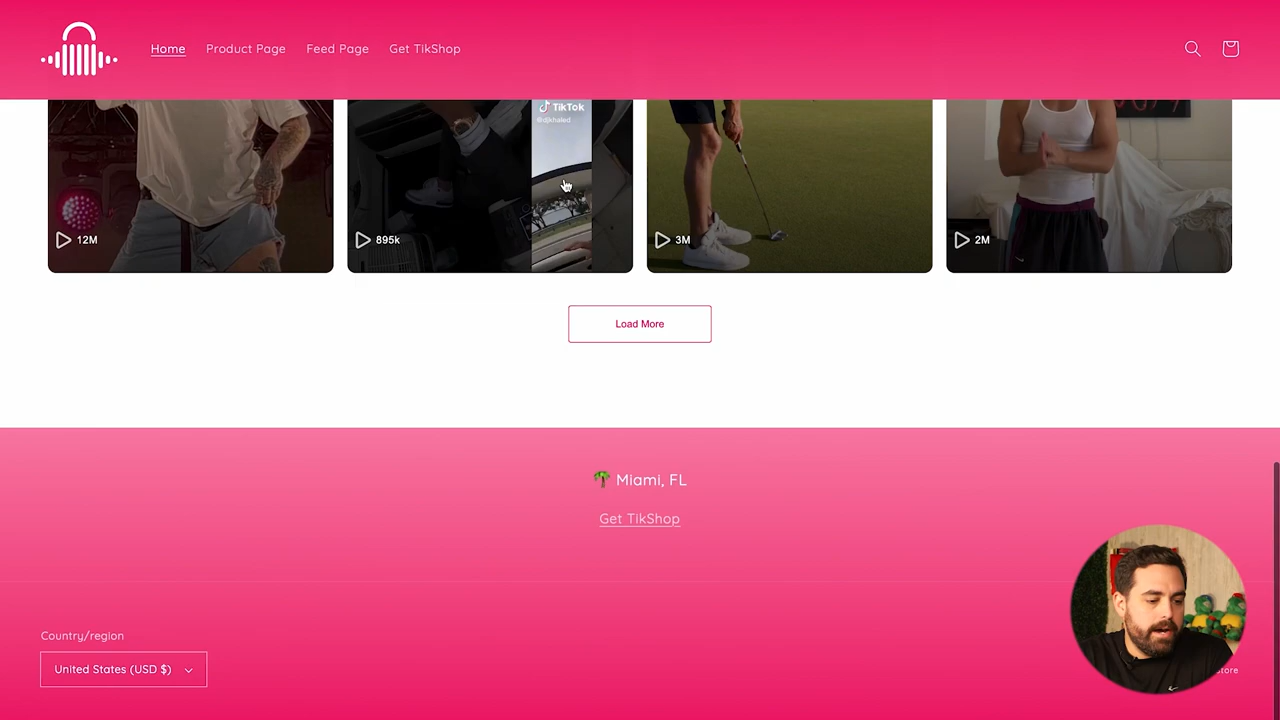 Home Product Page Feed Page Get TikShop
TikTok
@djkhaled
12M
895k
3M
2M
Load More
🌴 Miami, FL
Get TikShop
Country/region
United States (USD $)